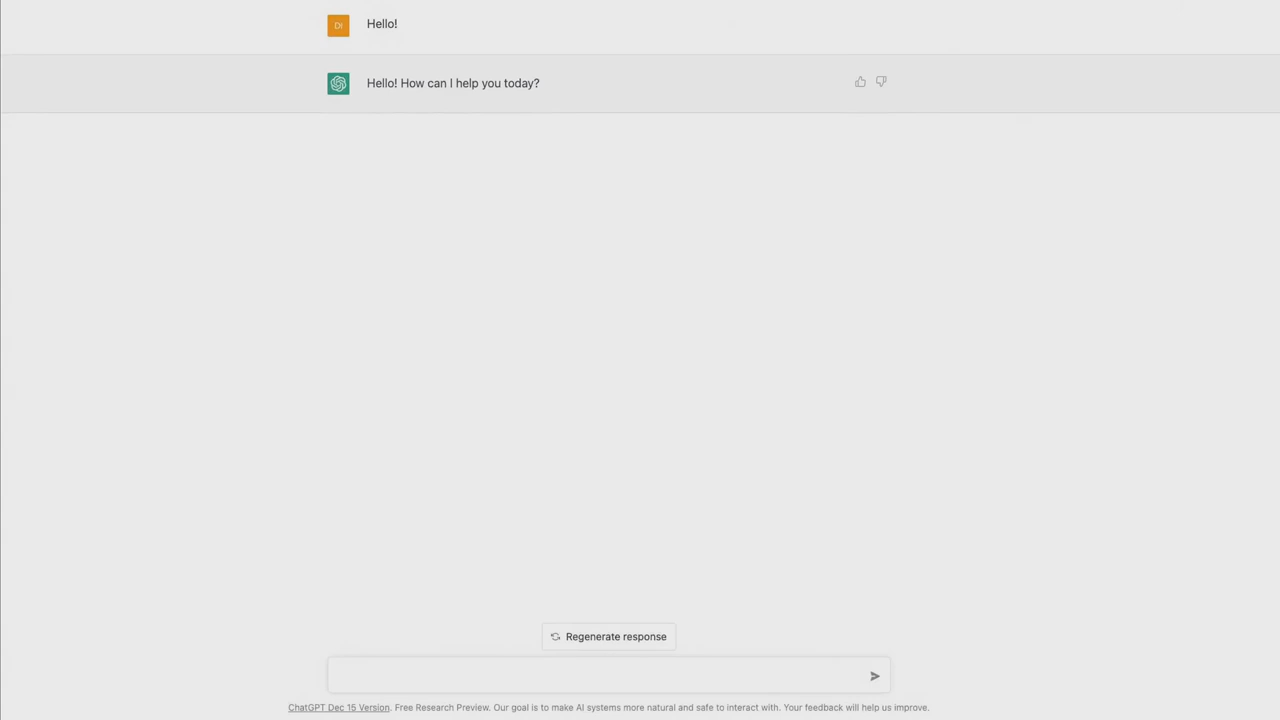 DI
Hello!
Hello! How can I help you today?
Regenerate response
ChatGPT Dec 15 Version. Free Research Preview. Our goal is to make AI systems more natural and safe to interact with. Your feedback will help us improve.